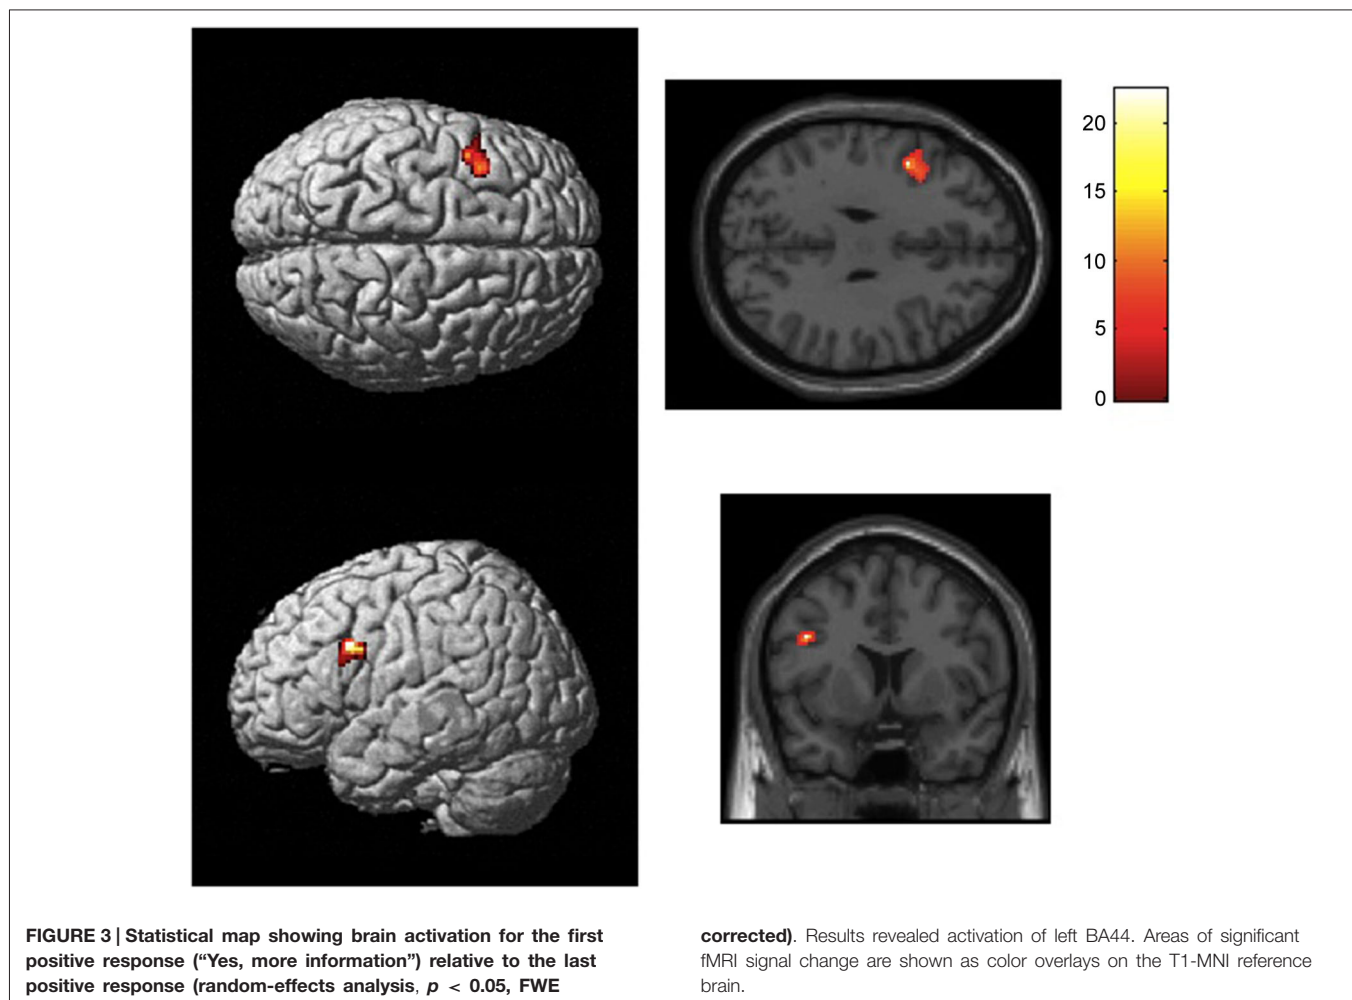 20
15
10
5
0
FIGURE 3 | Statistical map showing brain activation for the first
positive response (“Yes, more information”) relative to the last
positive response (random-effects analysis, p < 0.05, FWE
corrected). Results revealed activation of left BA44. Areas of significant
fMRI signal change are shown as color overlays on the T1-MNI reference
brain.